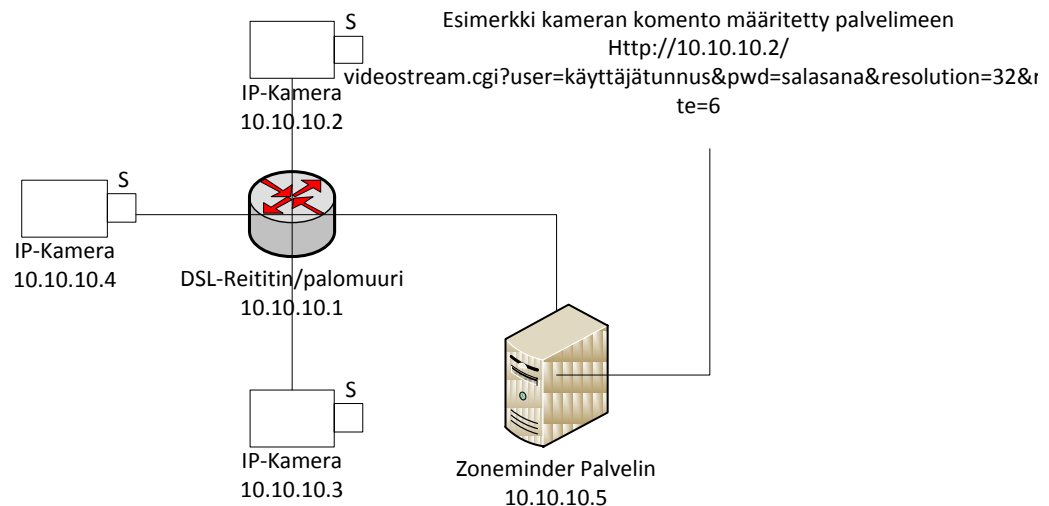 Esimerkki kameran komento määritetty palvelimeen
Http://10.10.10.2/
videostream.cgi?user=käyttäjätunnus&pwd=salasana&resolution=32&r
te=6
S
IP-Kamera
10.10.10.2
S
IP-Kamera
10.10.10.4
DSL-Reititin/palomuuri
10.10.10.1
S
IP-Kamera
10.10.10.3
Zoneminder Palvelin
10.10.10.5